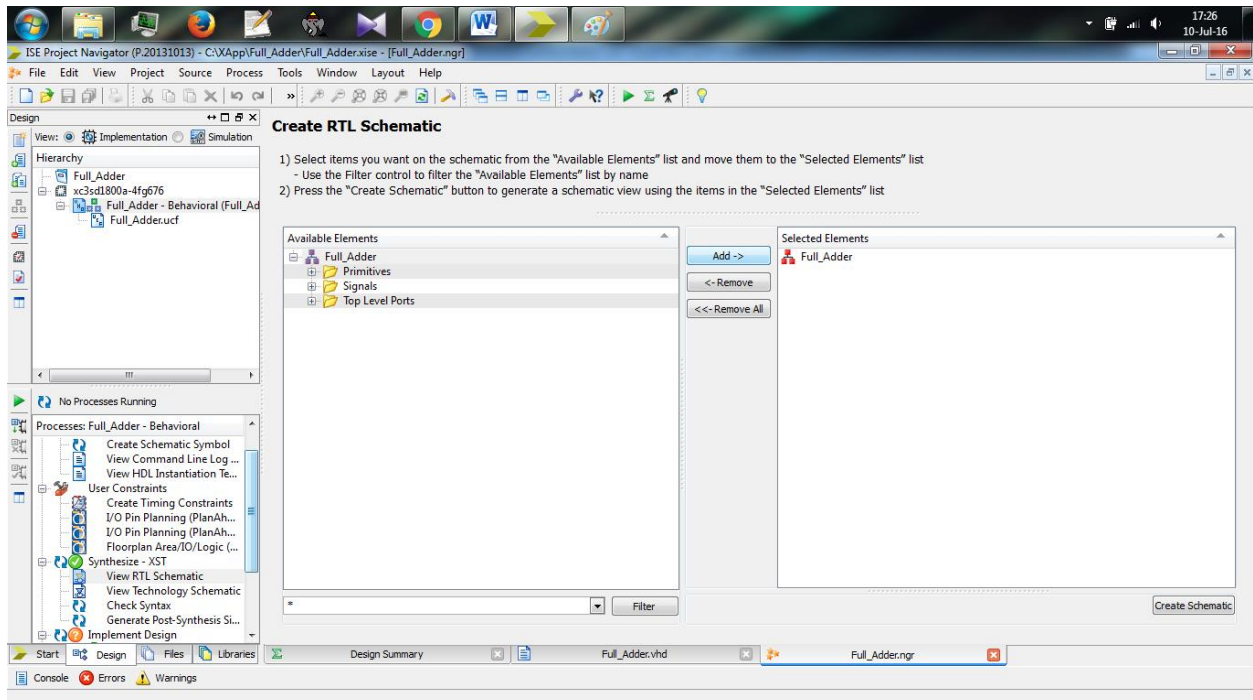 17:26
10-Jul-16
ISE Project Navigator (P.20131013) - C:\XApp\Full_Adder\Full_Adder.xise - [Full_Adder.ngr]
File Edit View Project Source Process Tools Window Layout Help
Design
View: Implementation Simulation
Hierarchy
Full_Adder
xc3sd1800a-4fg676
Full_Adder - Behavioral (Full_Ad
Full_Adder.ucf
No Processes Running
Processes: Full_Adder - Behavioral
Create Schematic Symbol
View Command Line Log ...
View HDL Instantiation Te...
User Constraints
Create Timing Constraints
I/O Pin Planning (PlanAh...
I/O Pin Planning (PlanAh...
Floorplan Area/IO/Logic (...
Synthesize - XST
View RTL Schematic
View Technology Schematic
Check Syntax
Generate Post-Synthesis Si...
Implement Design
Create RTL Schematic
1) Select items you want on the schematic from the "Available Elements" list and move them to the "Selected Elements" list
- Use the Filter control to filter the "Available Elements" list by name
2) Press the "Create Schematic" button to generate a schematic view using the items in the "Selected Elements" list
Available Elements
Full_Adder
Primitives
Signals
Top Level Ports
* Filter
Add ->
<- Remove
<<- Remove All
Selected Elements
Full_Adder
Create Schematic
Start Design Files Libraries
Design Summary Full_Adder.vhd Full_Adder.ngr
Console Errors Warnings